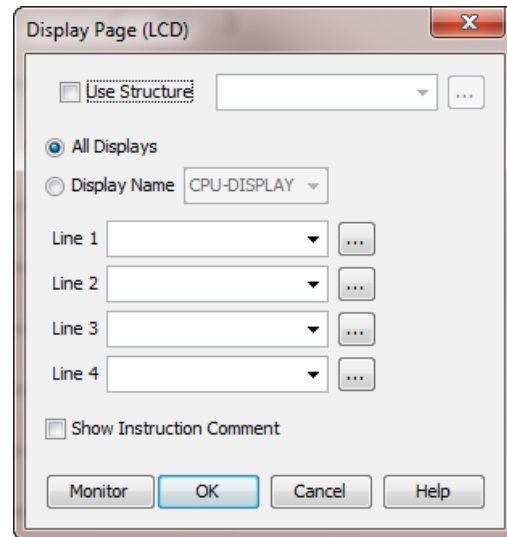 Display Page (LCD)
Use Structure ...
All Displays
Display Name CPU-DISPLAY
Line 1 ...
Line 2 ...
Line 3 ...
Line 4 ...
Show Instruction Comment
Monitor OK Cancel Help